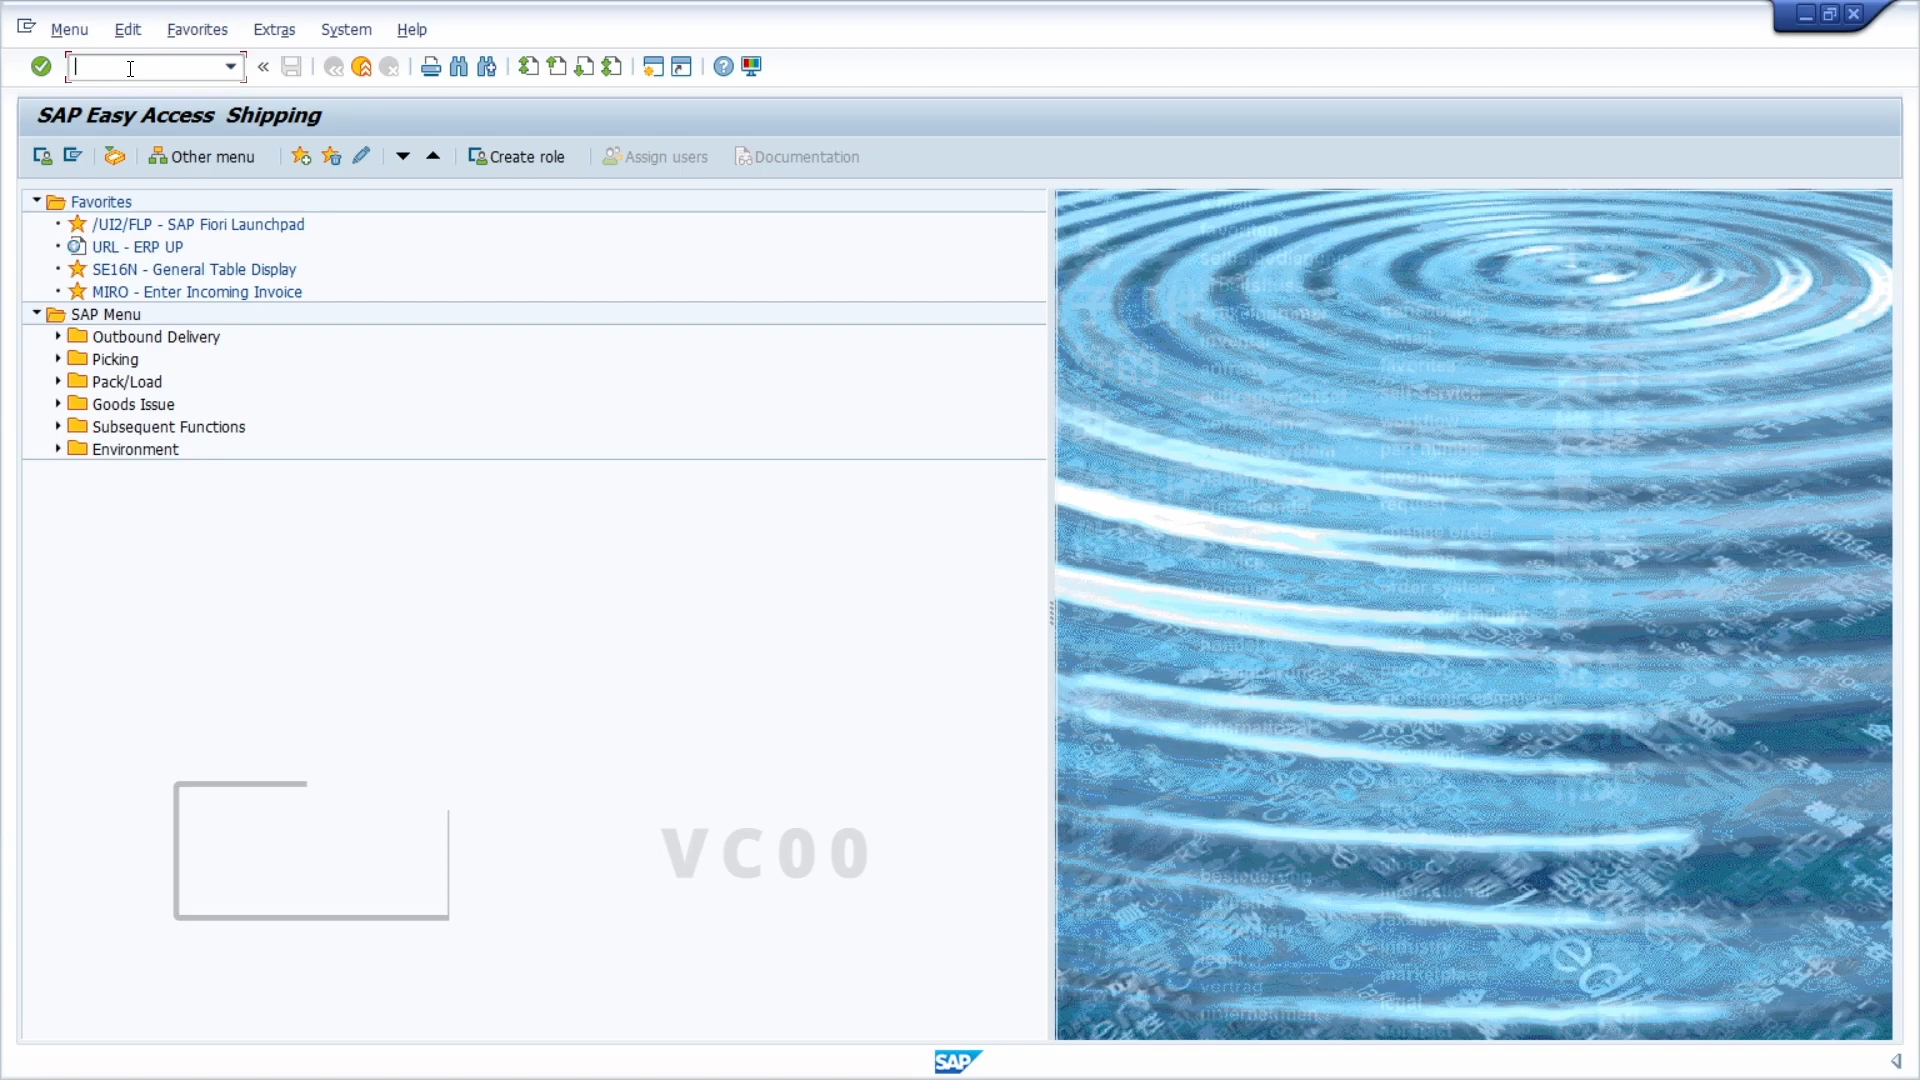 Menu Edit Favorites Extras System Help
SAP Easy Access Shipping
Other menu Create role Assign users Documentation
Favorites
/UI2/FLP - SAP Fiori Launchpad
URL - ERP UP
SE16N - General Table Display
MIRO - Enter Incoming Invoice
SAP Menu
Outbound Delivery
Picking
Pack/Load
Goods Issue
Subsequent Functions
Environment
VC00
SAP